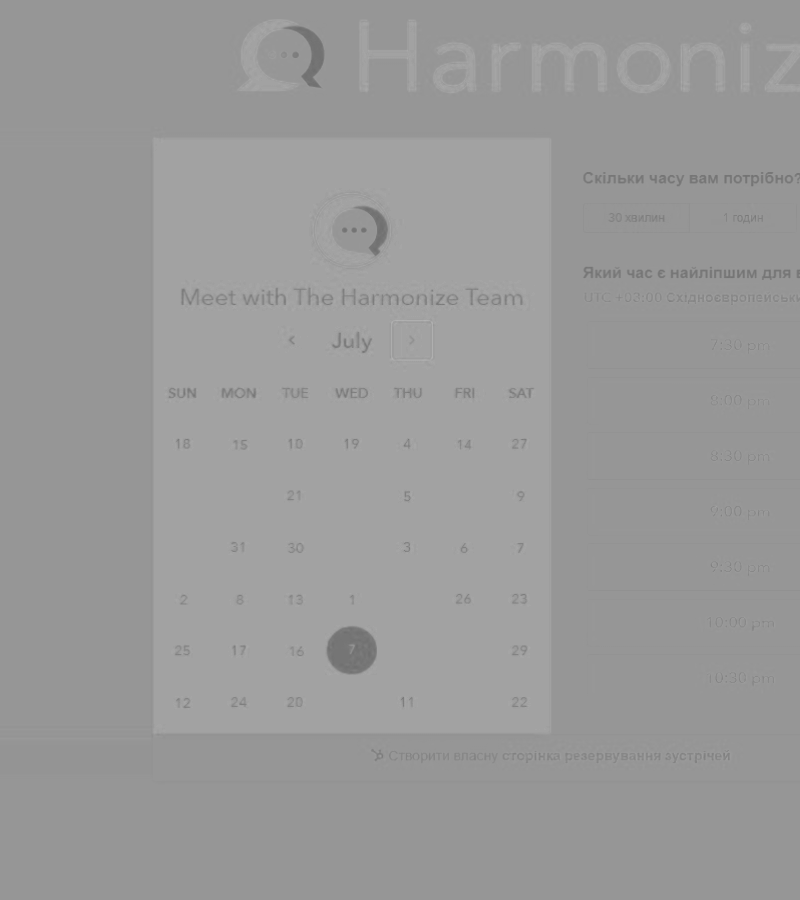 Harmoniz
Скільки часу вам потрібно?
30 хвилин 1 годин
Meet with The Harmonize Team
Який час є найліпшим для в
UTC +03:00 Східноєвропейськи
July
7:30 pm
SUN MON TUE WED THU FRI SAT
8:00 pm
18 15 10 19 4 14 27
8:30 pm
21 5 9
9:00 pm
31 30 3 6 7
9:30 pm
2 8 13 1 26 23
10:00 pm
25 17 16 7 29
10:30 pm
12 24 20 11 22
Створити власну сторінка резервування зустрічей